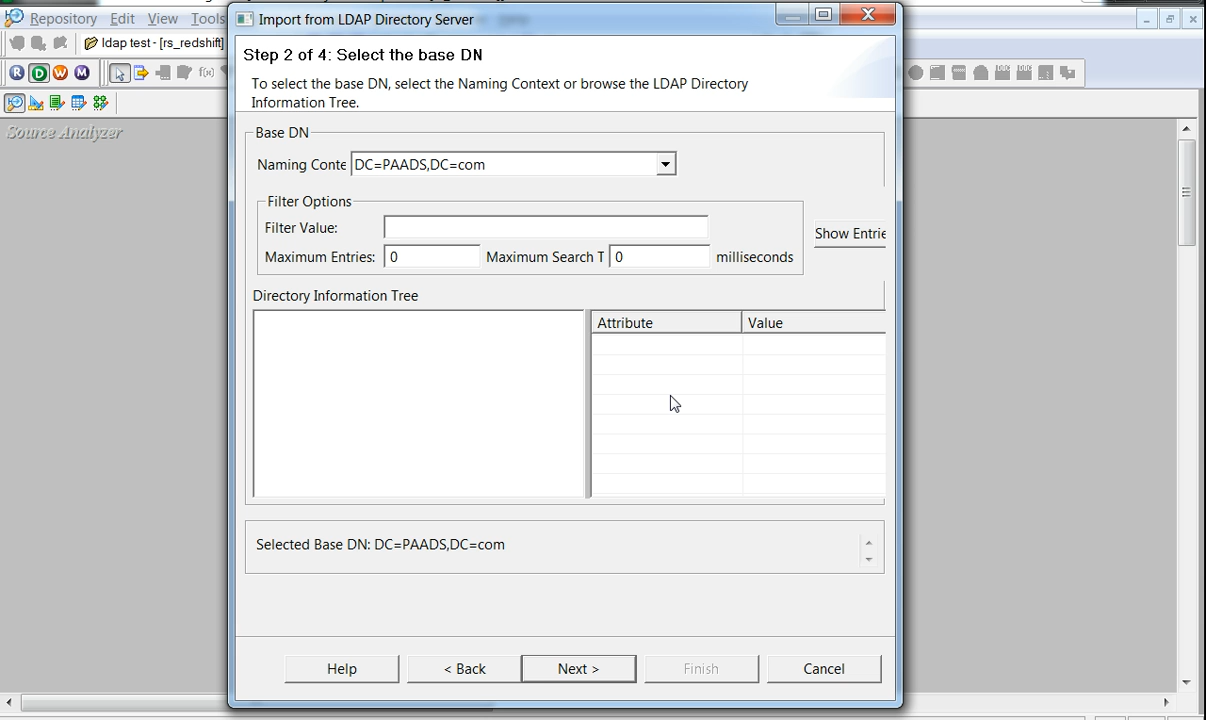 Import from LDAP Directory Server
Repository Edit View Tools
ldap test - [rs_redshift]
R D W M f(x)
Source Analyzer
Step 2 of 4: Select the base DN
To select the base DN, select the Naming Context or browse the LDAP Directory
Information Tree.
Base DN
Naming Conte DC=PAADS,DC=com
Filter Options
Filter Value:
Show Entrie
Maximum Entries: 0 Maximum Search T 0 milliseconds
Directory Information Tree
Attribute Value
Selected Base DN: DC=PAADS,DC=com
Help < Back Next > Finish Cancel